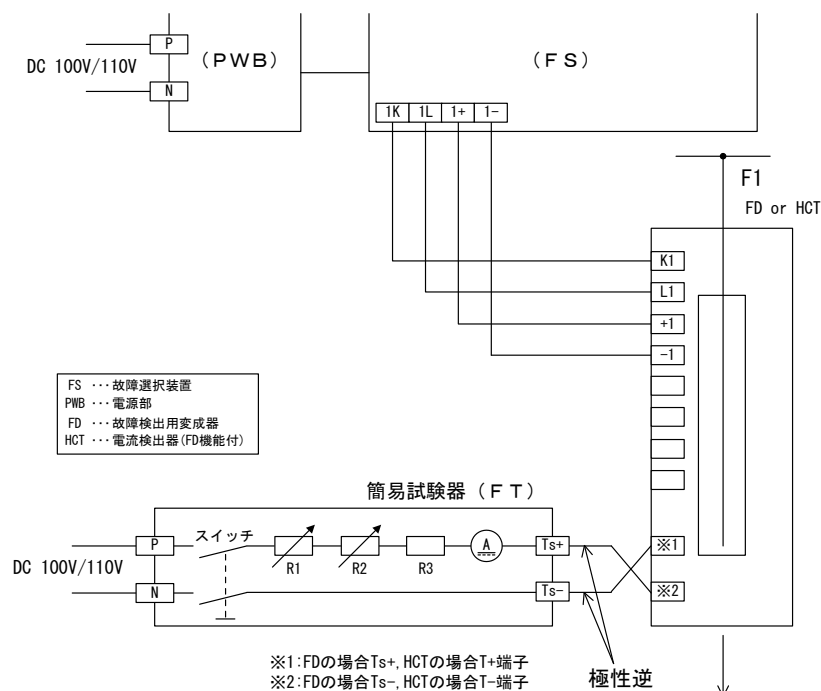 P
DC 100V/110V
N
(PWB)
(FS)
1K 1L 1+ 1-
F1
FD or HCT
K1
L1
+1
-1
FS ・・・故障選択装置
PWB ・・・電源部
FD ・・・故障検出用変成器
HCT ・・・電流検出器(FD機能付)
簡易試験器(FT)
スイッチ
P
DC 100V/110V
N
R1 R2 R3
A
Ts+
Ts-
※1
※2
極性逆
※1:FDの場合Ts+,HCTの場合T+端子
※2:FDの場合Ts-,HCTの場合T-端子